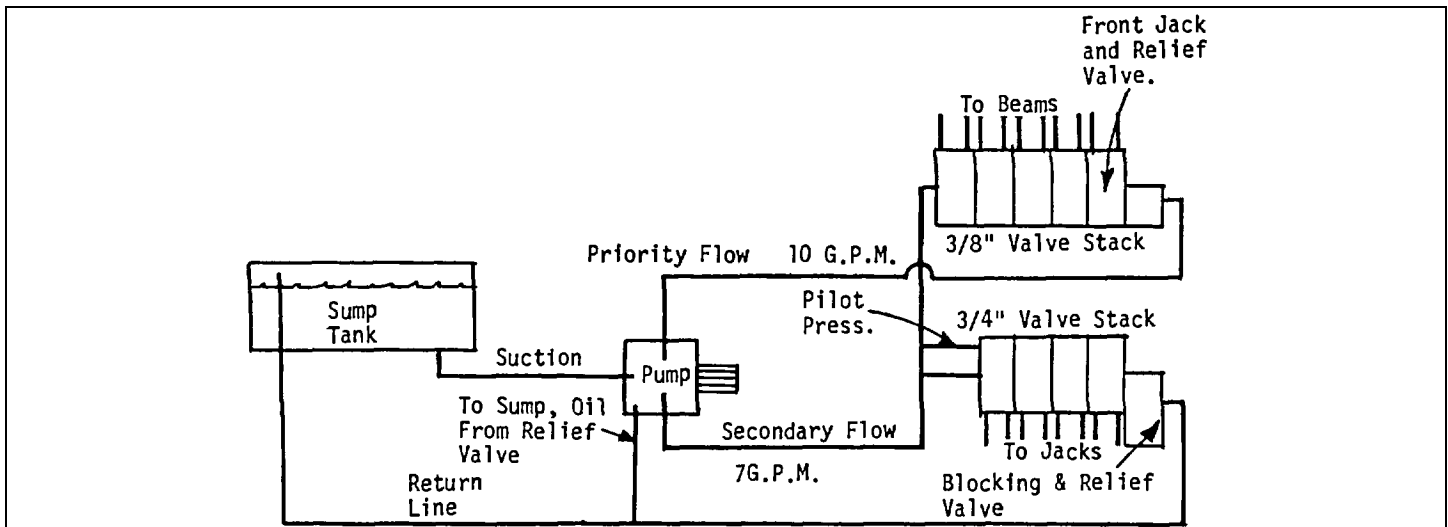 Front Jack
and Relief
Valve.
To Beams
3/8" Valve Stack
Priority Flow 10 G.P.M.
Pilot
Press.
3/4" Valve Stack
Sump
Tank
Suction
Pump
To Sump, Oil
From Relief
Valve
Secondary Flow
7G.P.M.
To Jacks
Blocking & Relief
Valve
Return
Line